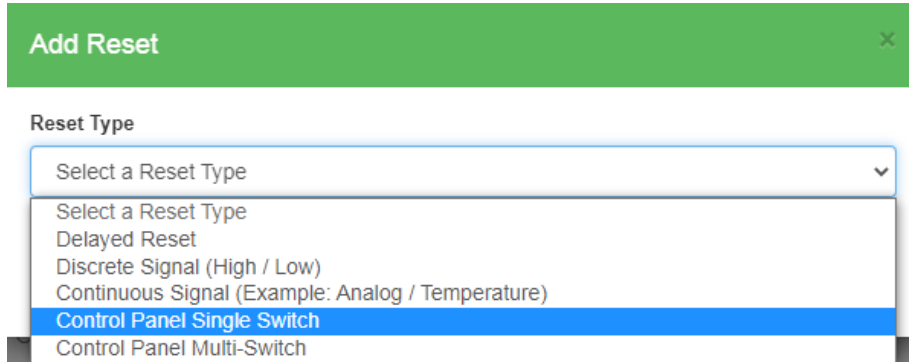 Add Reset ×
Reset Type
Select a Reset Type
Select a Reset Type
Delayed Reset
Discrete Signal (High / Low)
Continuous Signal (Example: Analog / Temperature)
Control Panel Single Switch
Control Panel Multi-Switch